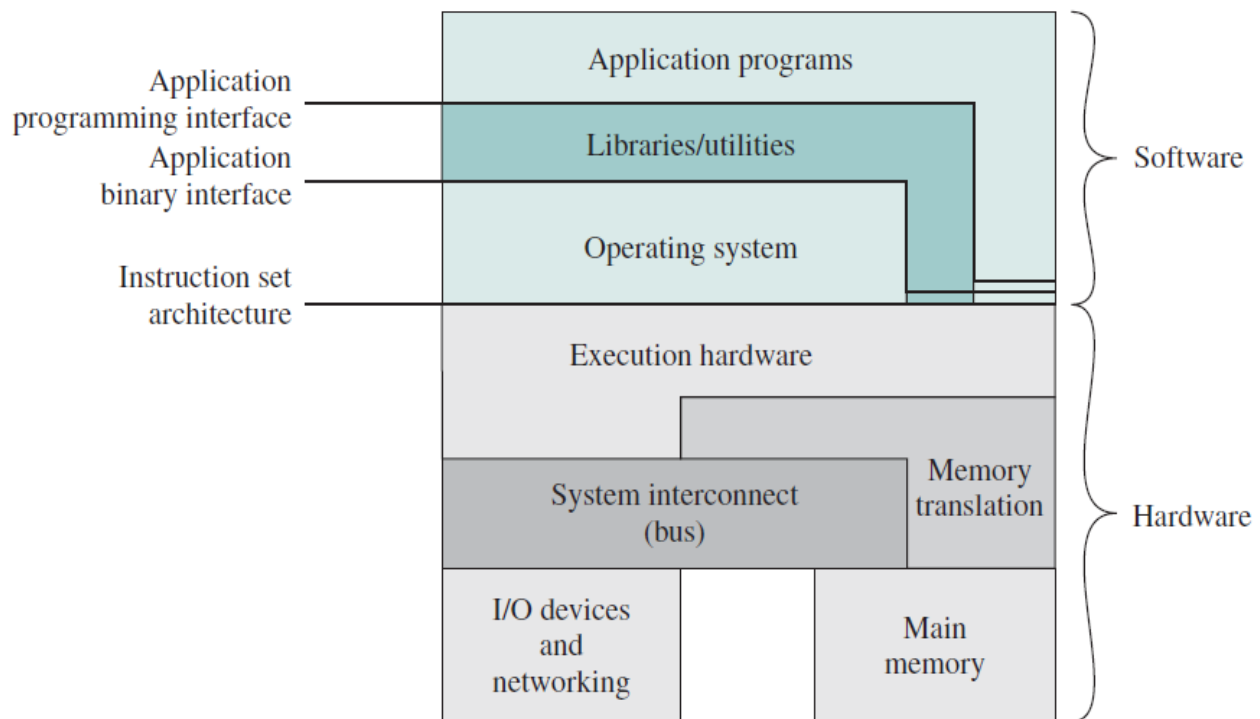 Application programs
Application
programming interface
Libraries/utilities
Application
binary interface
Software
Operating system
Instruction set
architecture
Execution hardware
Memory
translation
System interconnect
(bus)
Hardware
I/O devices
and
networking
Main
memory